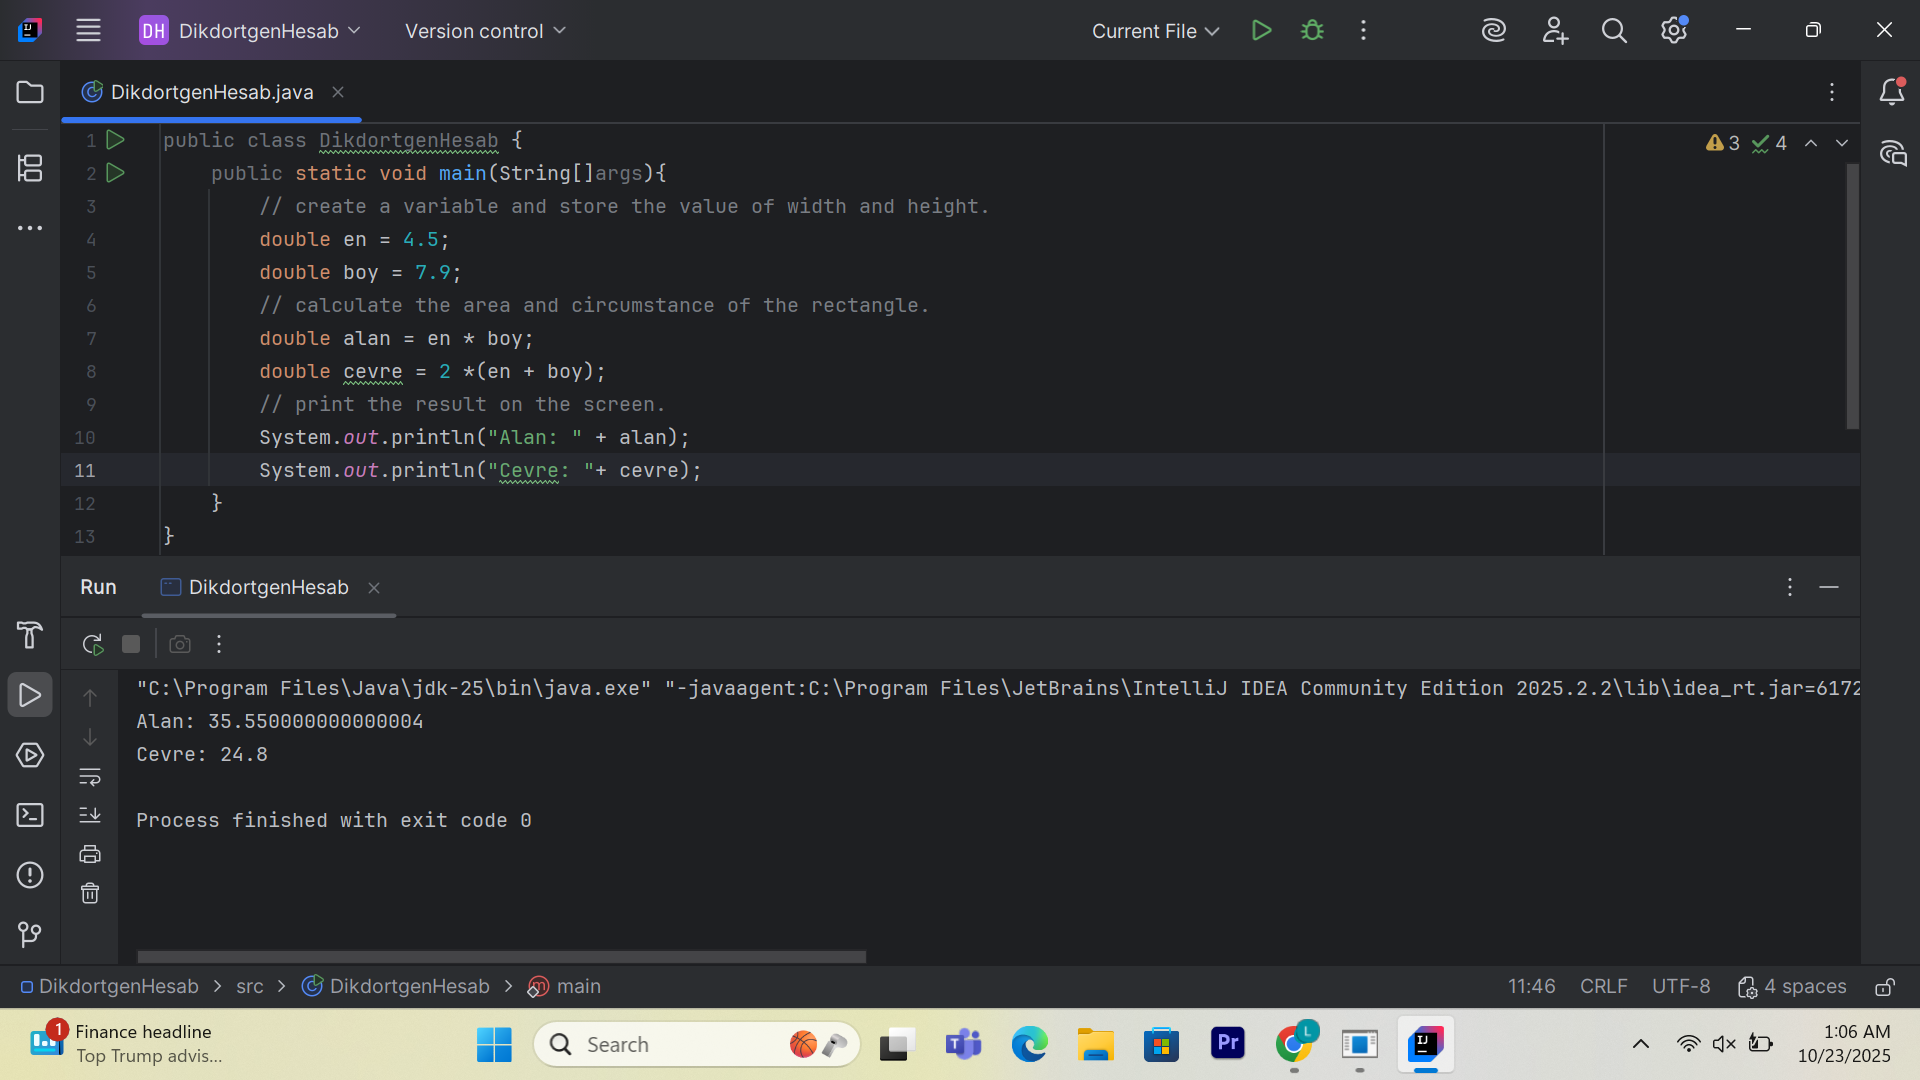 DH DikdortgenHesab Version control Current File
DikdortgenHesab.java
3 4
1 public class DikdortgenHesab {
2 public static void main(String[]args){
3 // create a variable and store the value of width and height.
4 double en = 4.5;
5 double boy = 7.9;
6 // calculate the area and circumstance of the rectangle.
7 double alan = en * boy;
8 double cevre = 2 *(en + boy);
9 // print the result on the screen.
10 System.out.println("Alan: " + alan);
11 System.out.println("Cevre: "+ cevre);
12 }
13 }
Run DikdortgenHesab
"C:\Program Files\Java\jdk-25\bin\java.exe" "-javaagent:C:\Program Files\JetBrains\IntelliJ IDEA Community Edition 2025.2.2\lib\idea_rt.jar=6172
Alan: 35.550000000000004
Cevre: 24.8
Process finished with exit code 0
DikdortgenHesab > src > DikdortgenHesab > main 11:46 CRLF UTF-8 4 spaces
1 Finance headline
Top Trump advis...
Search
Pr
L
IJ
1:06 AM
10/23/2025